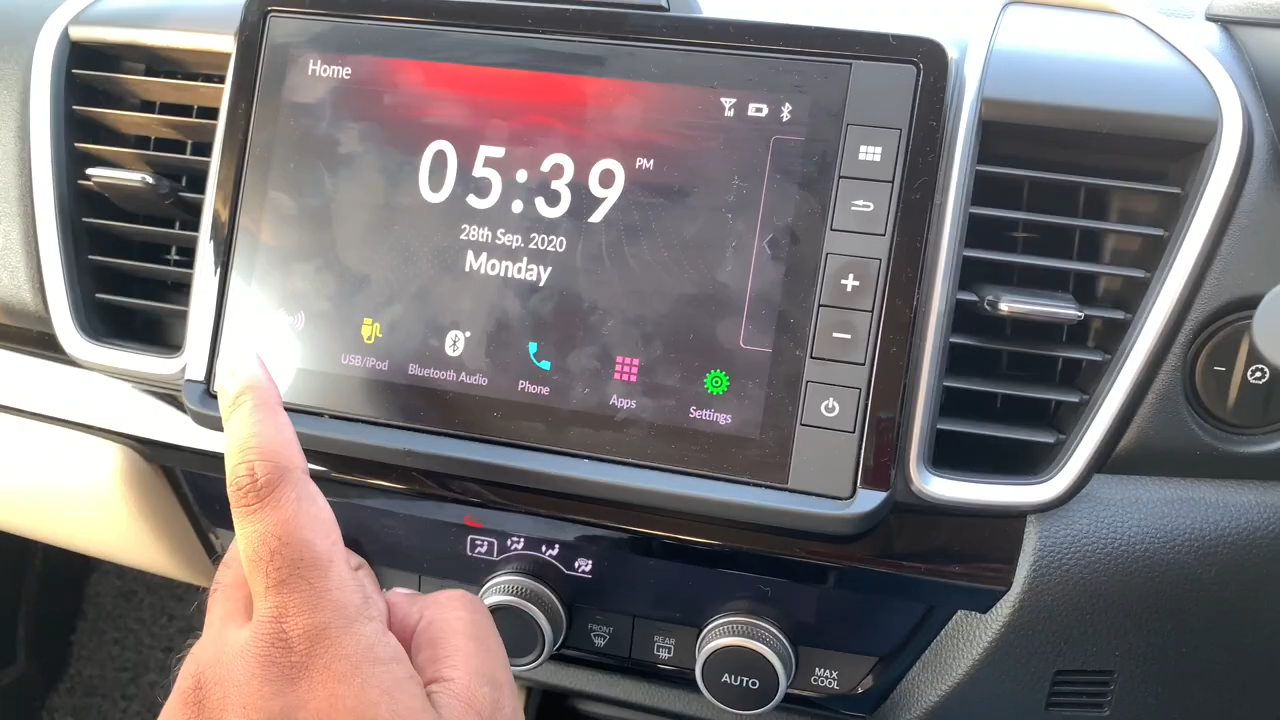 Home
05:39 PM
28th Sep. 2020
Monday
USB/iPod
Bluetooth Audio
Phone
Apps
Settings
+
−
−
FRONT
REAR
AUTO
MAX
COOL